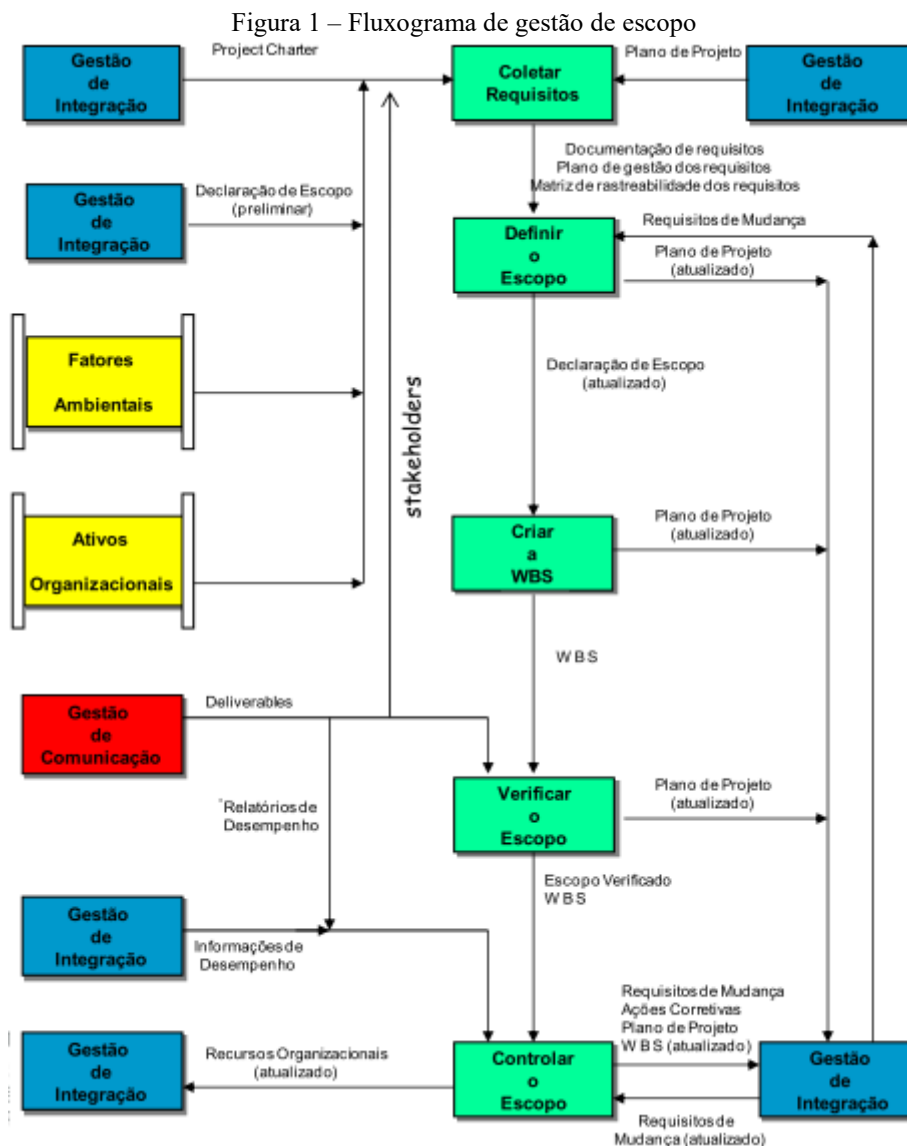 Figura 1 – Fluxograma de gestão de escopo
Gestão
de
Integração
Project Charter
Coletar
Requisitos
Plano de Projeto
Gestão
de
Integração
Documentação de requisitos
Plano de gestão dos requisitos
Matriz de rastreabilidade dos requisitos
Gestão
de
Integração
Declaração de Escopo
(preliminar)
Definir
o
Escopo
Requisitos de Mudança
Plano de Projeto
(atualizado)
Fatores
Ambientais
Declaração de Escopo
(atualizado)
stakeholders
Ativos
Organizacionais
Criar
a
WBS
Plano de Projeto
(atualizado)
W B S
Gestão
de
Comunicação
Deliverables
Relatórios de
Desempenho
Verificar
o
Escopo
Plano de Projeto
(atualizado)
Escopo Verificado
W B S
Gestão
de
Integração
Informações de
Desempenho
Requisitos de Mudança
Ações Corretivas
Plano de Projeto
W B S (atualizado)
Gestão
de
Integração
Recursos Organizacionais
(atualizado)
Controlar
o
Escopo
Gestão
de
Integração
Requisitos de
Mudança (atualizado)